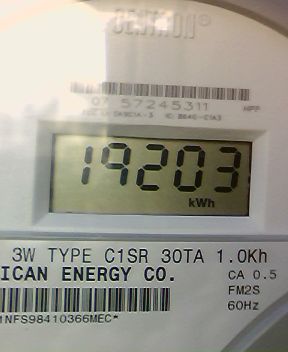 CENTRON®
07 57245311
19203
kWh
3W TYPE C1SR 30TA 1.0Kh
ICAN ENERGY CO.
CA 0.5
FM2S
60Hz
1NFS98410366MEC*